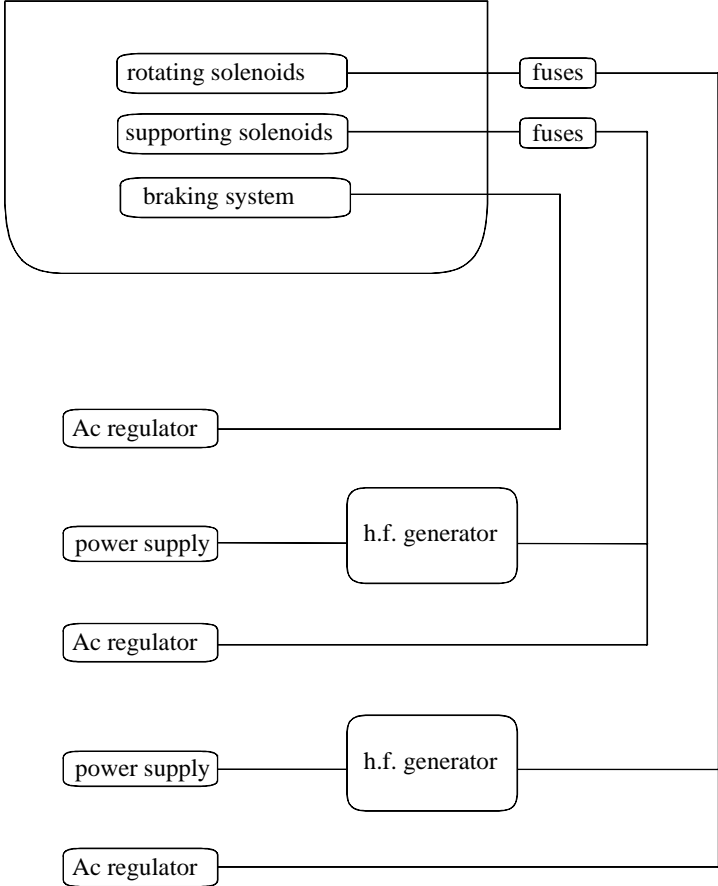 rotating solenoids
fuses
supporting solenoids
fuses
braking system
Ac regulator
h.f. generator
power supply
Ac regulator
h.f. generator
power supply
Ac regulator